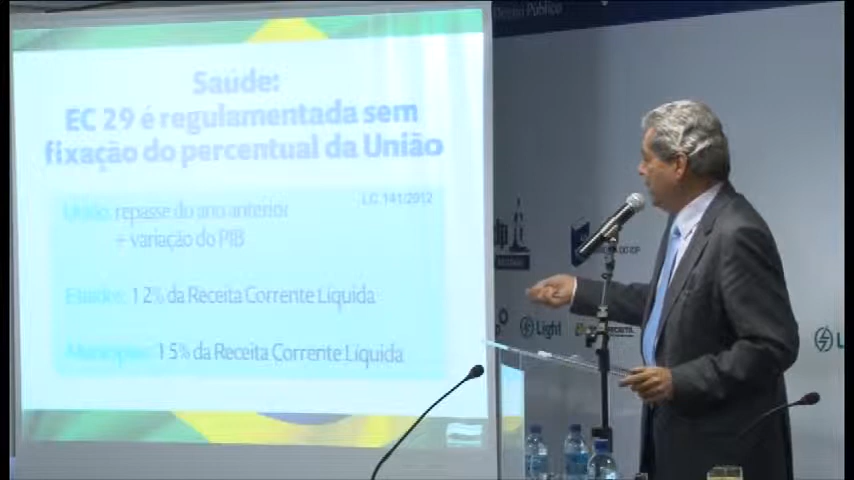 Saúde:
EC 29 é regulamentada sem
fixação do percentual da União
LC 141/2012
União: repasse do ano anterior
+ variação do PIB
Estados: 12% da Receita Corrente Líquida
Municípios: 15% da Receita Corrente Líquida
Público
Light